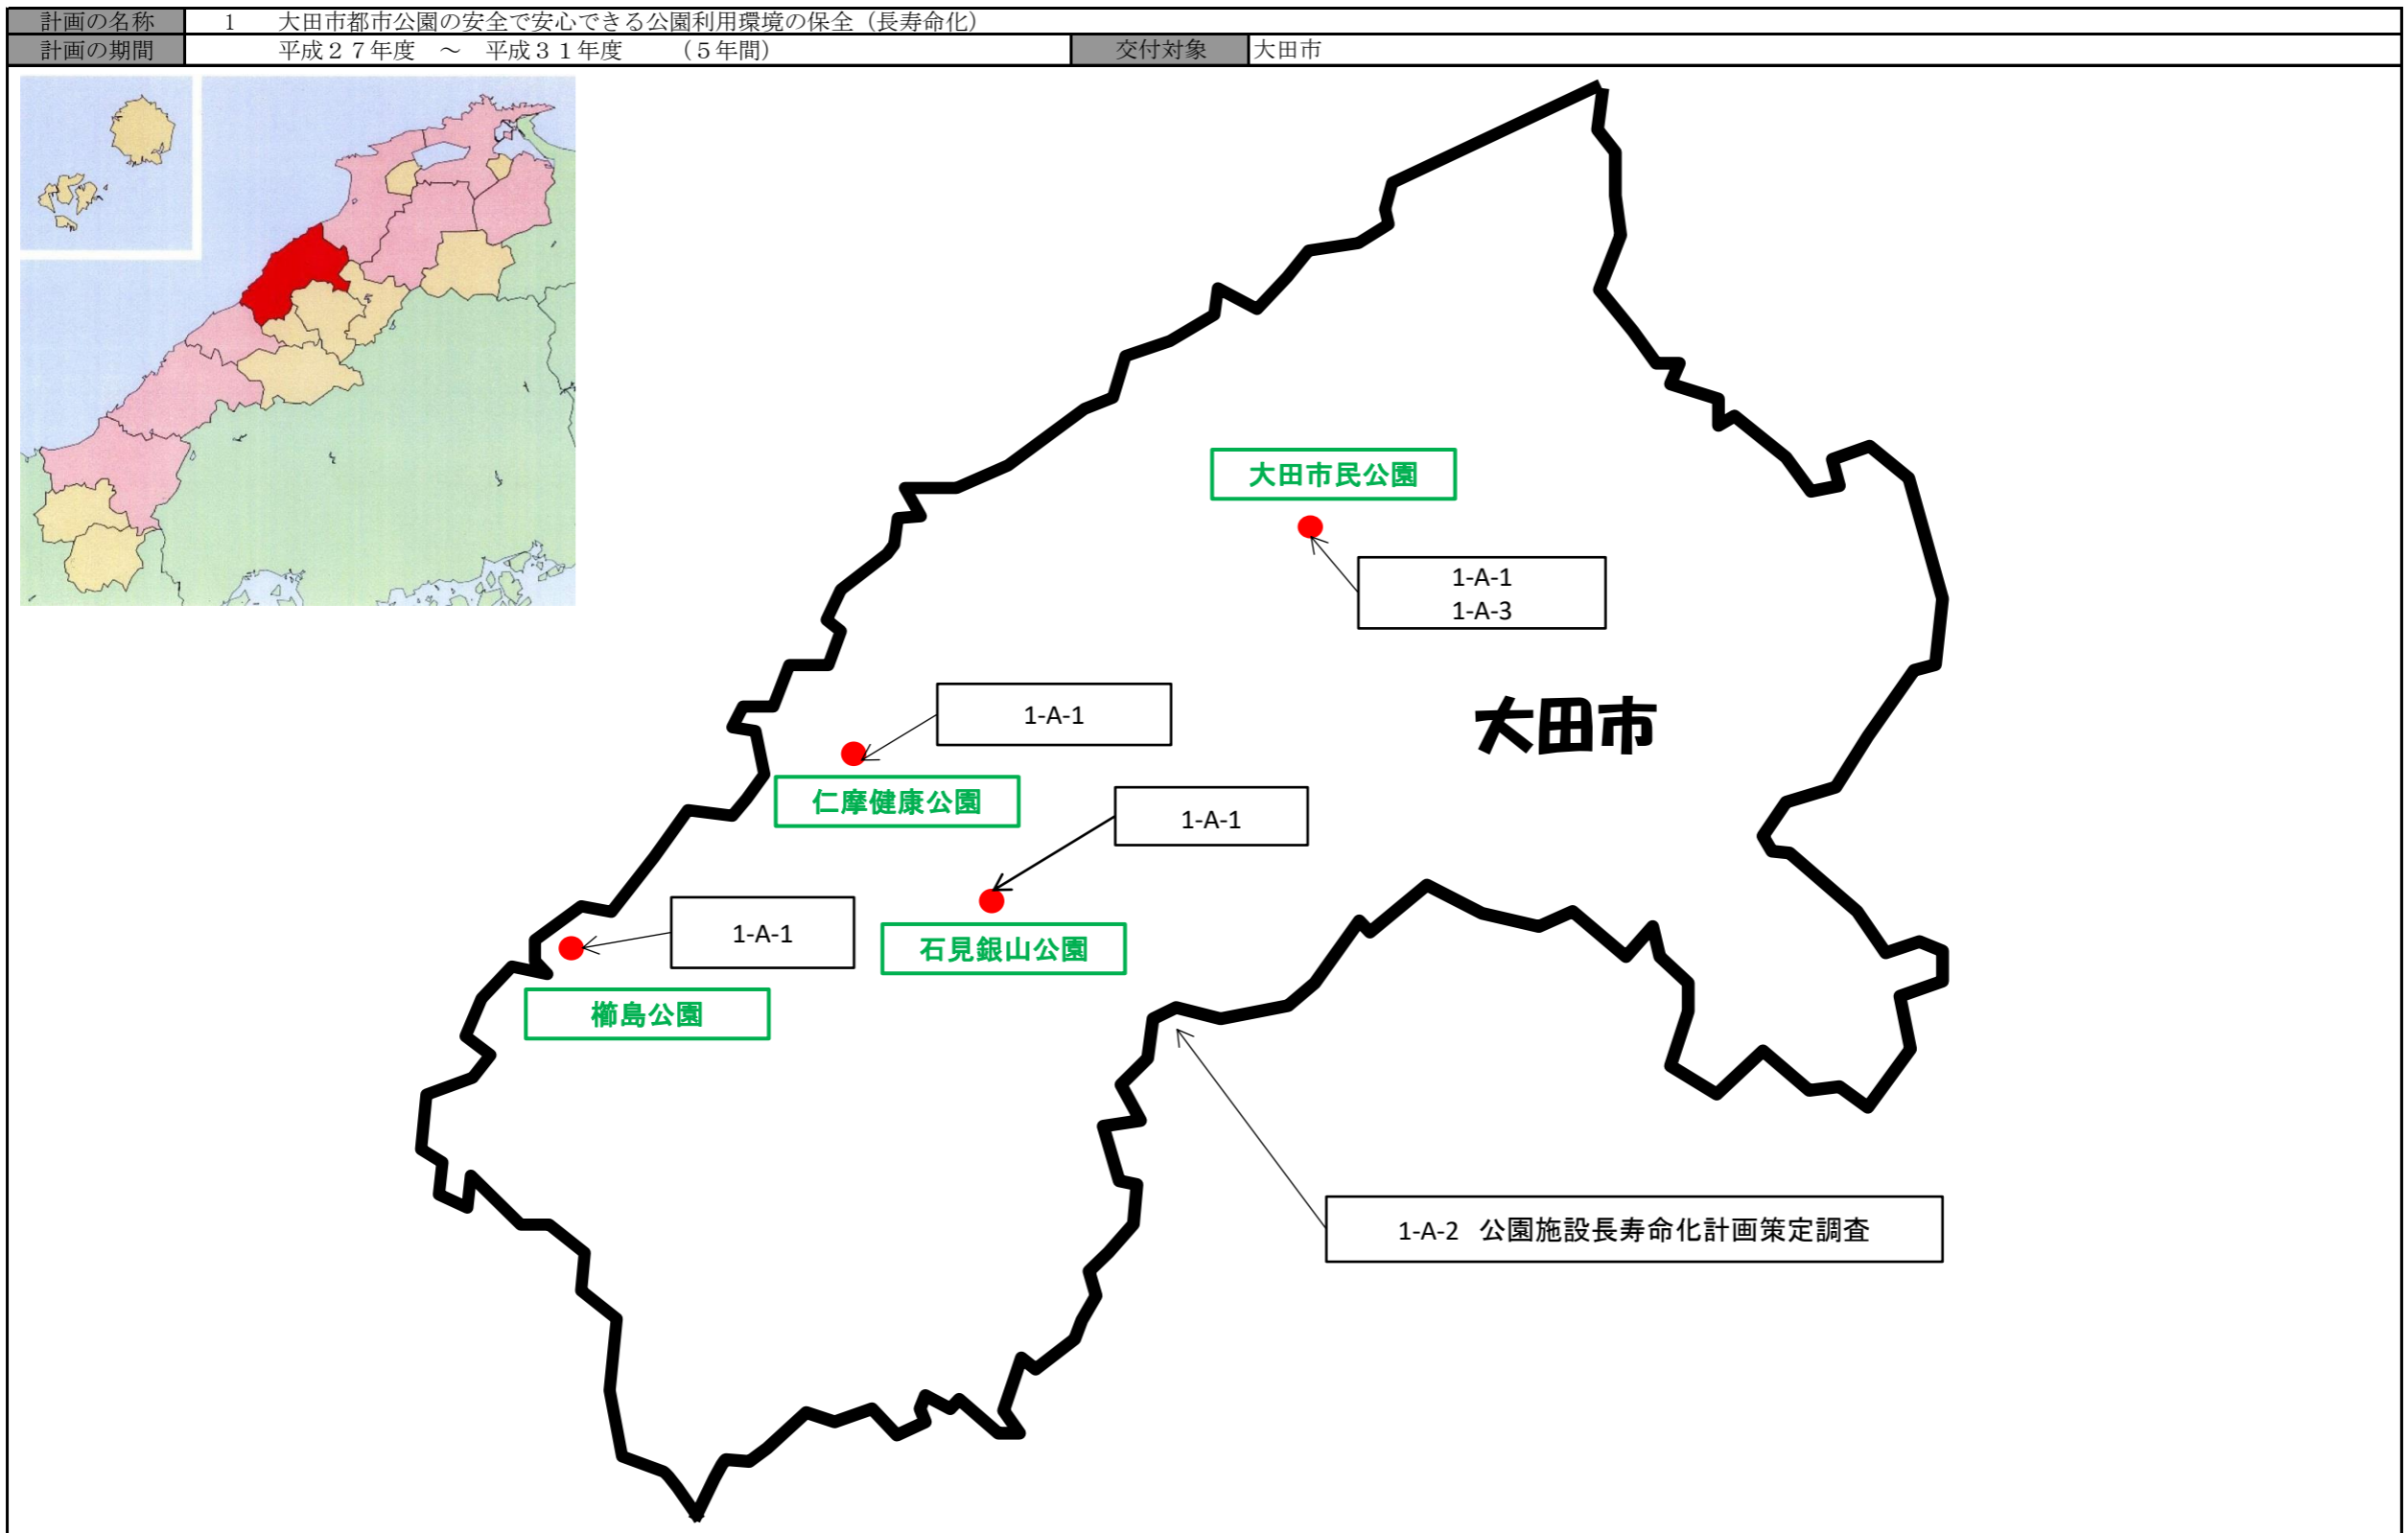 計画の名称 1 大田市都市公園の安全で安心できる公園利用環境の保全（長寿命化）
計画の期間 平成２７年度　～　平成３１年度　（５年間） 交付対象 大田市
大田市民公園
1-A-1
1-A-3
大田市
1-A-1
仁摩健康公園
1-A-1
石見銀山公園
1-A-1
櫛島公園
1-A-2 公園施設長寿命化計画策定調査